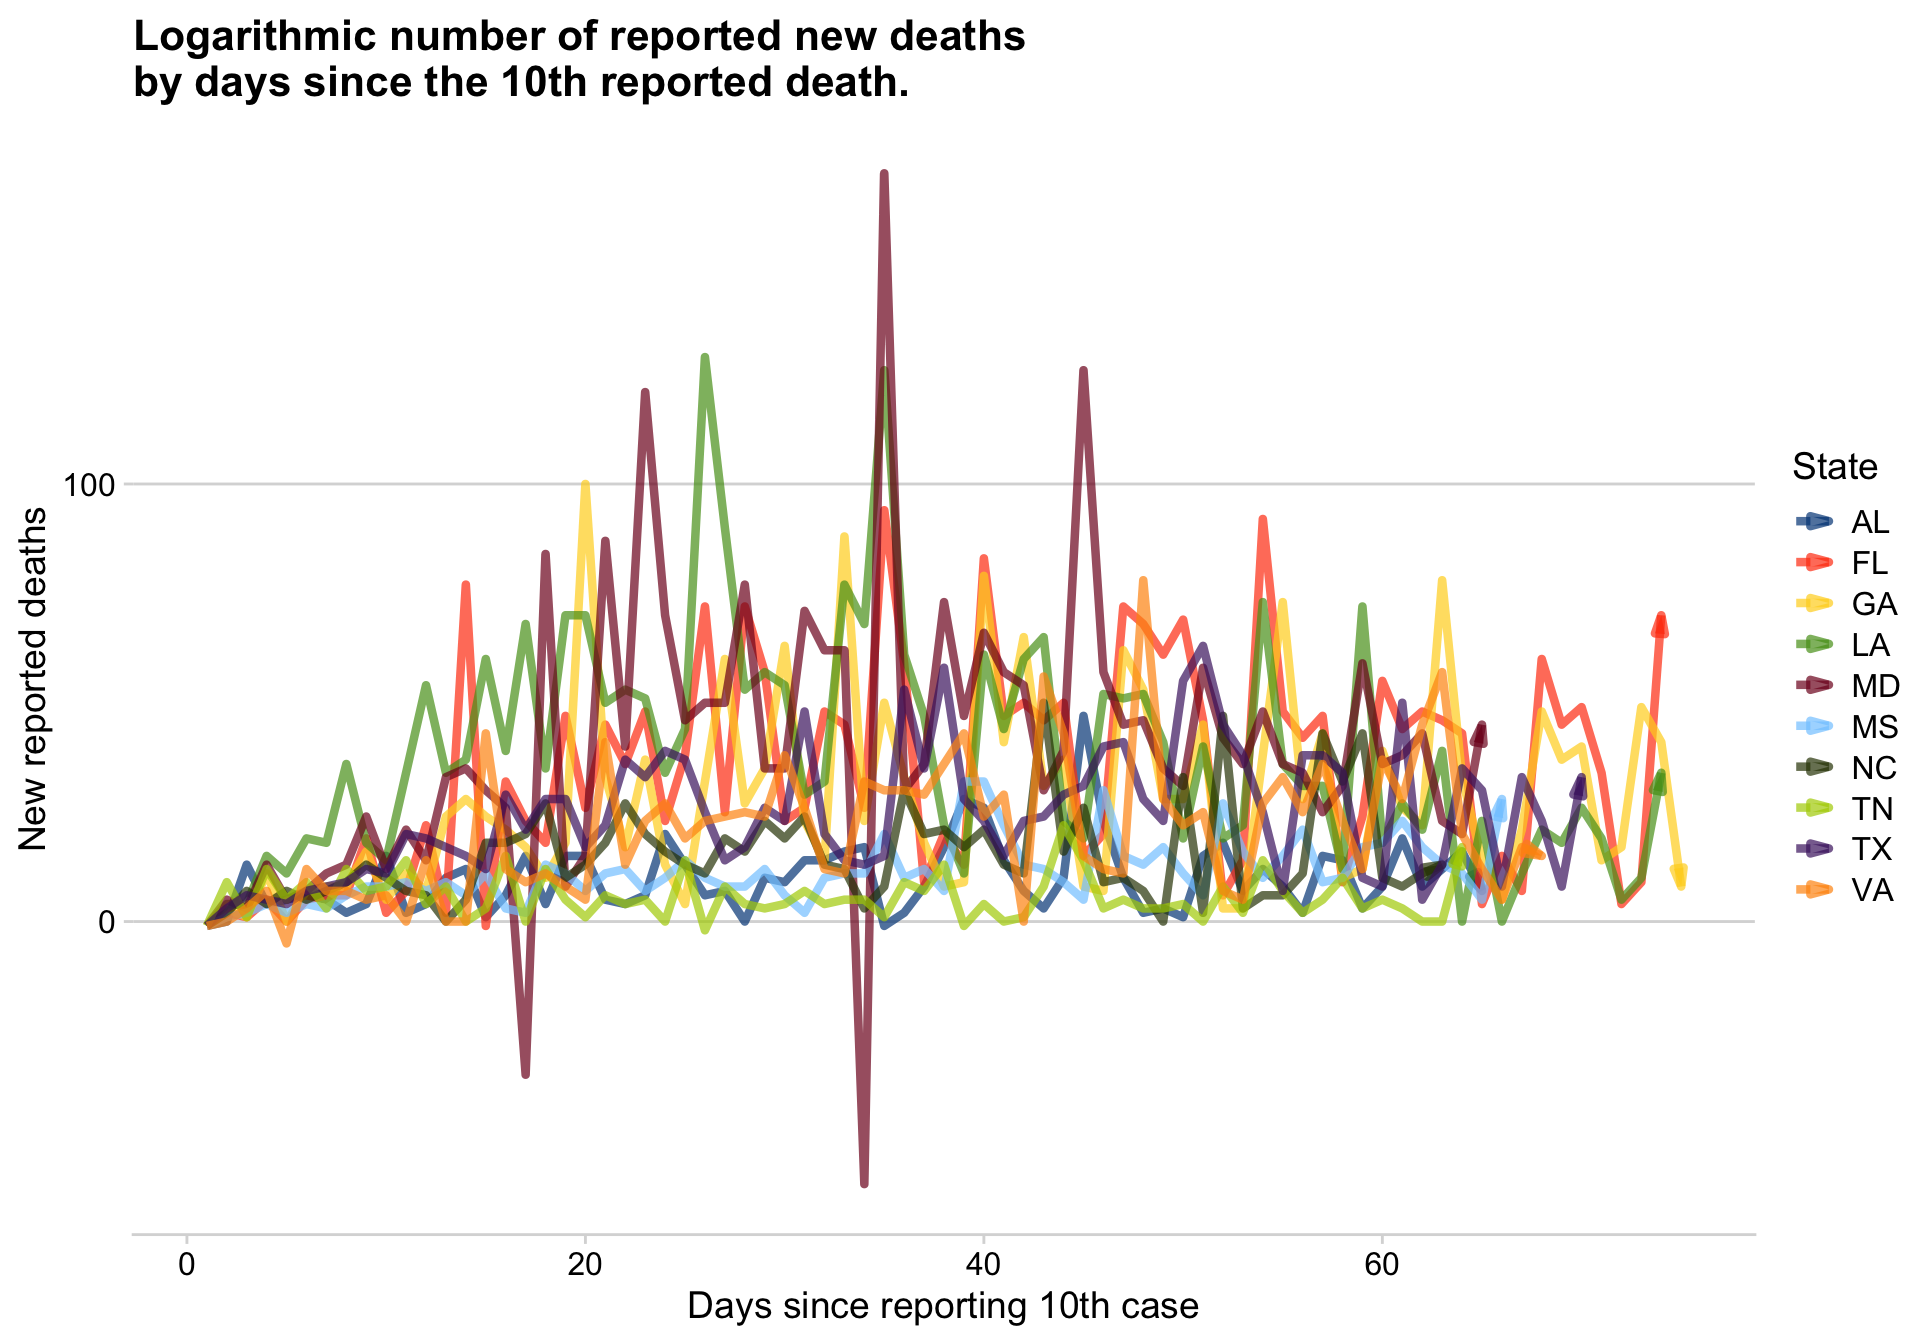 Logarithmic number of reported new deaths
by days since the 10th reported death.
New reported deaths
100
0
0
20
40
60
Days since reporting 10th case
State
AL
FL
GA
LA
MD
MS
NC
TN
TX
VA